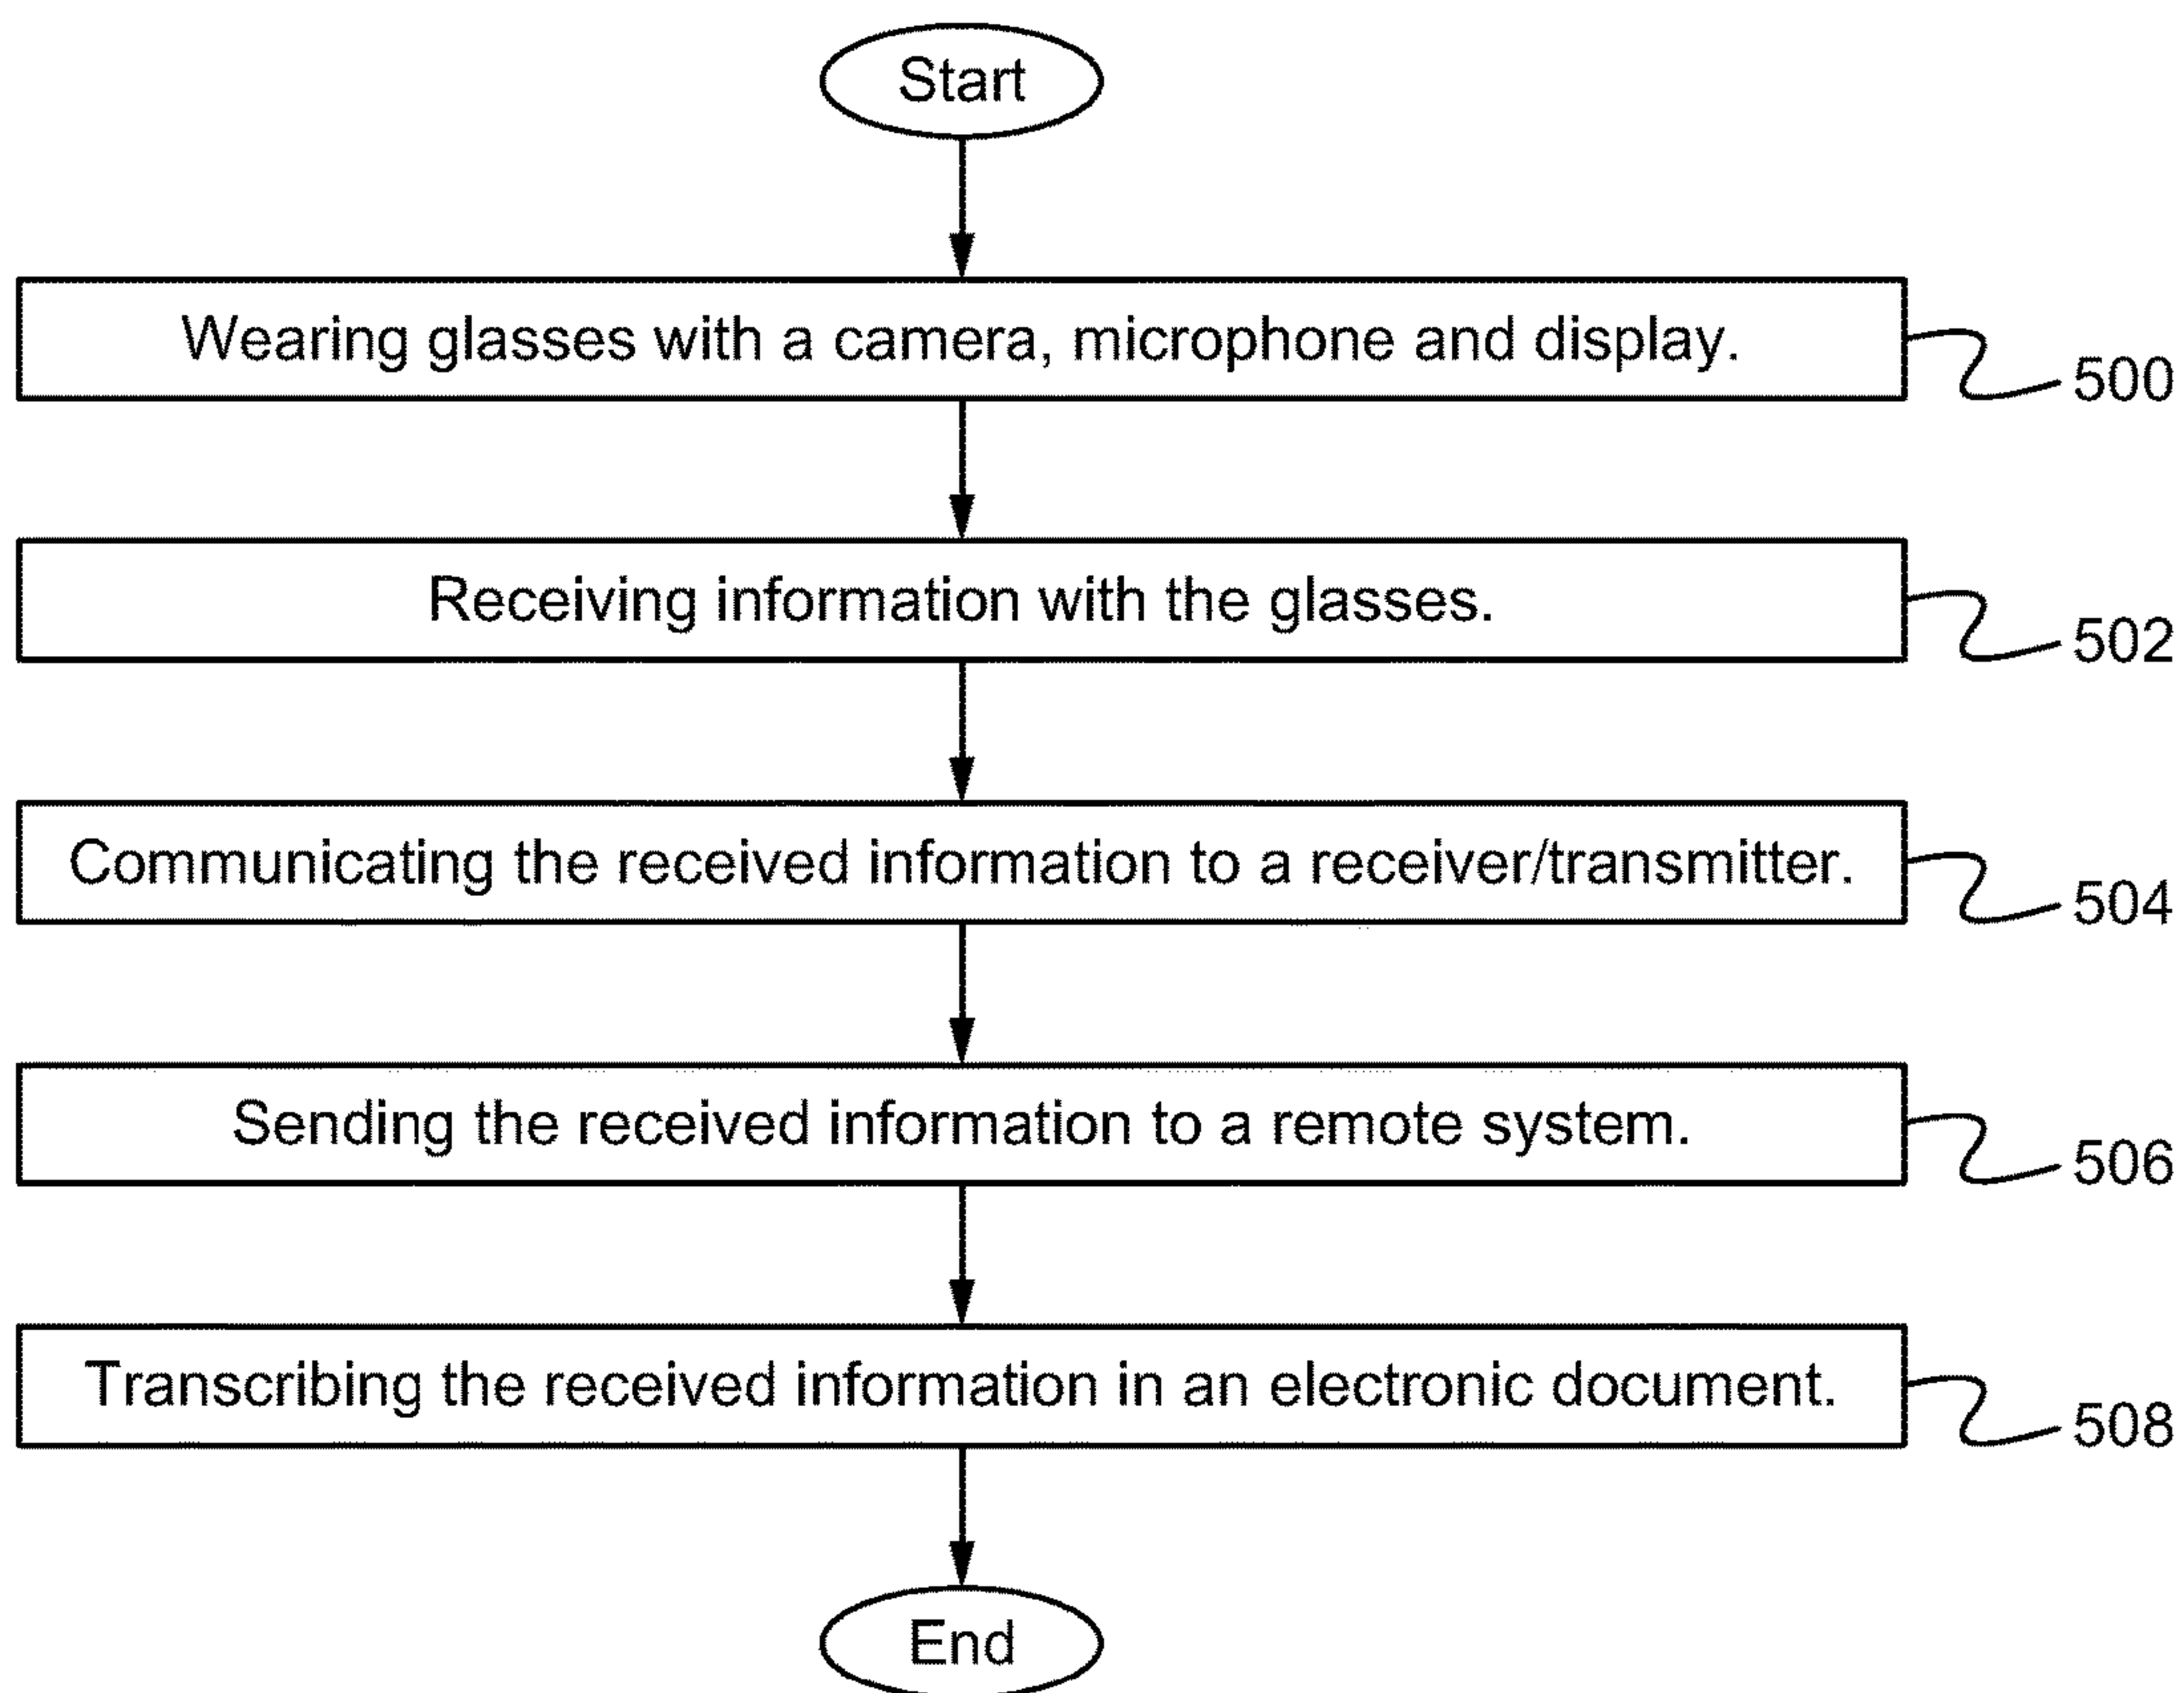 Start
Wearing glasses with a camera, microphone and display.
500
Receiving information with the glasses.
502
Communicating the received information to a receiver/transmitter.
504
Sending the received information to a remote system.
506
Transcribing the received information in an electronic document.
508
End